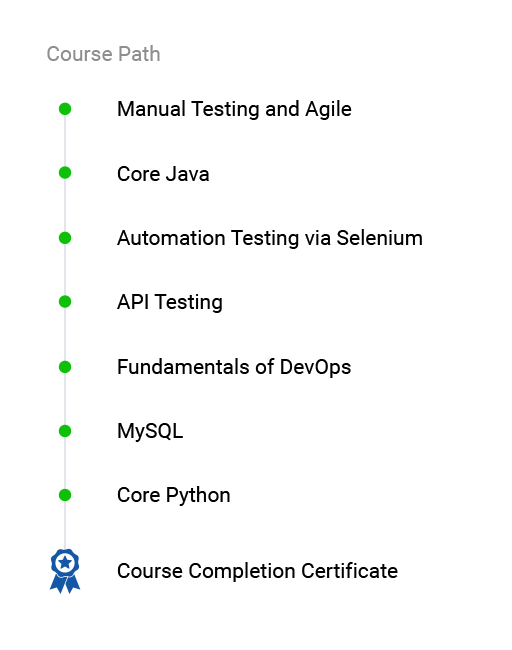 Course Path
Manual Testing and Agile
Core Java
Automation Testing via Selenium
API Testing
Fundamentals of DevOps
MySQL
Core Python
Course Completion Certificate